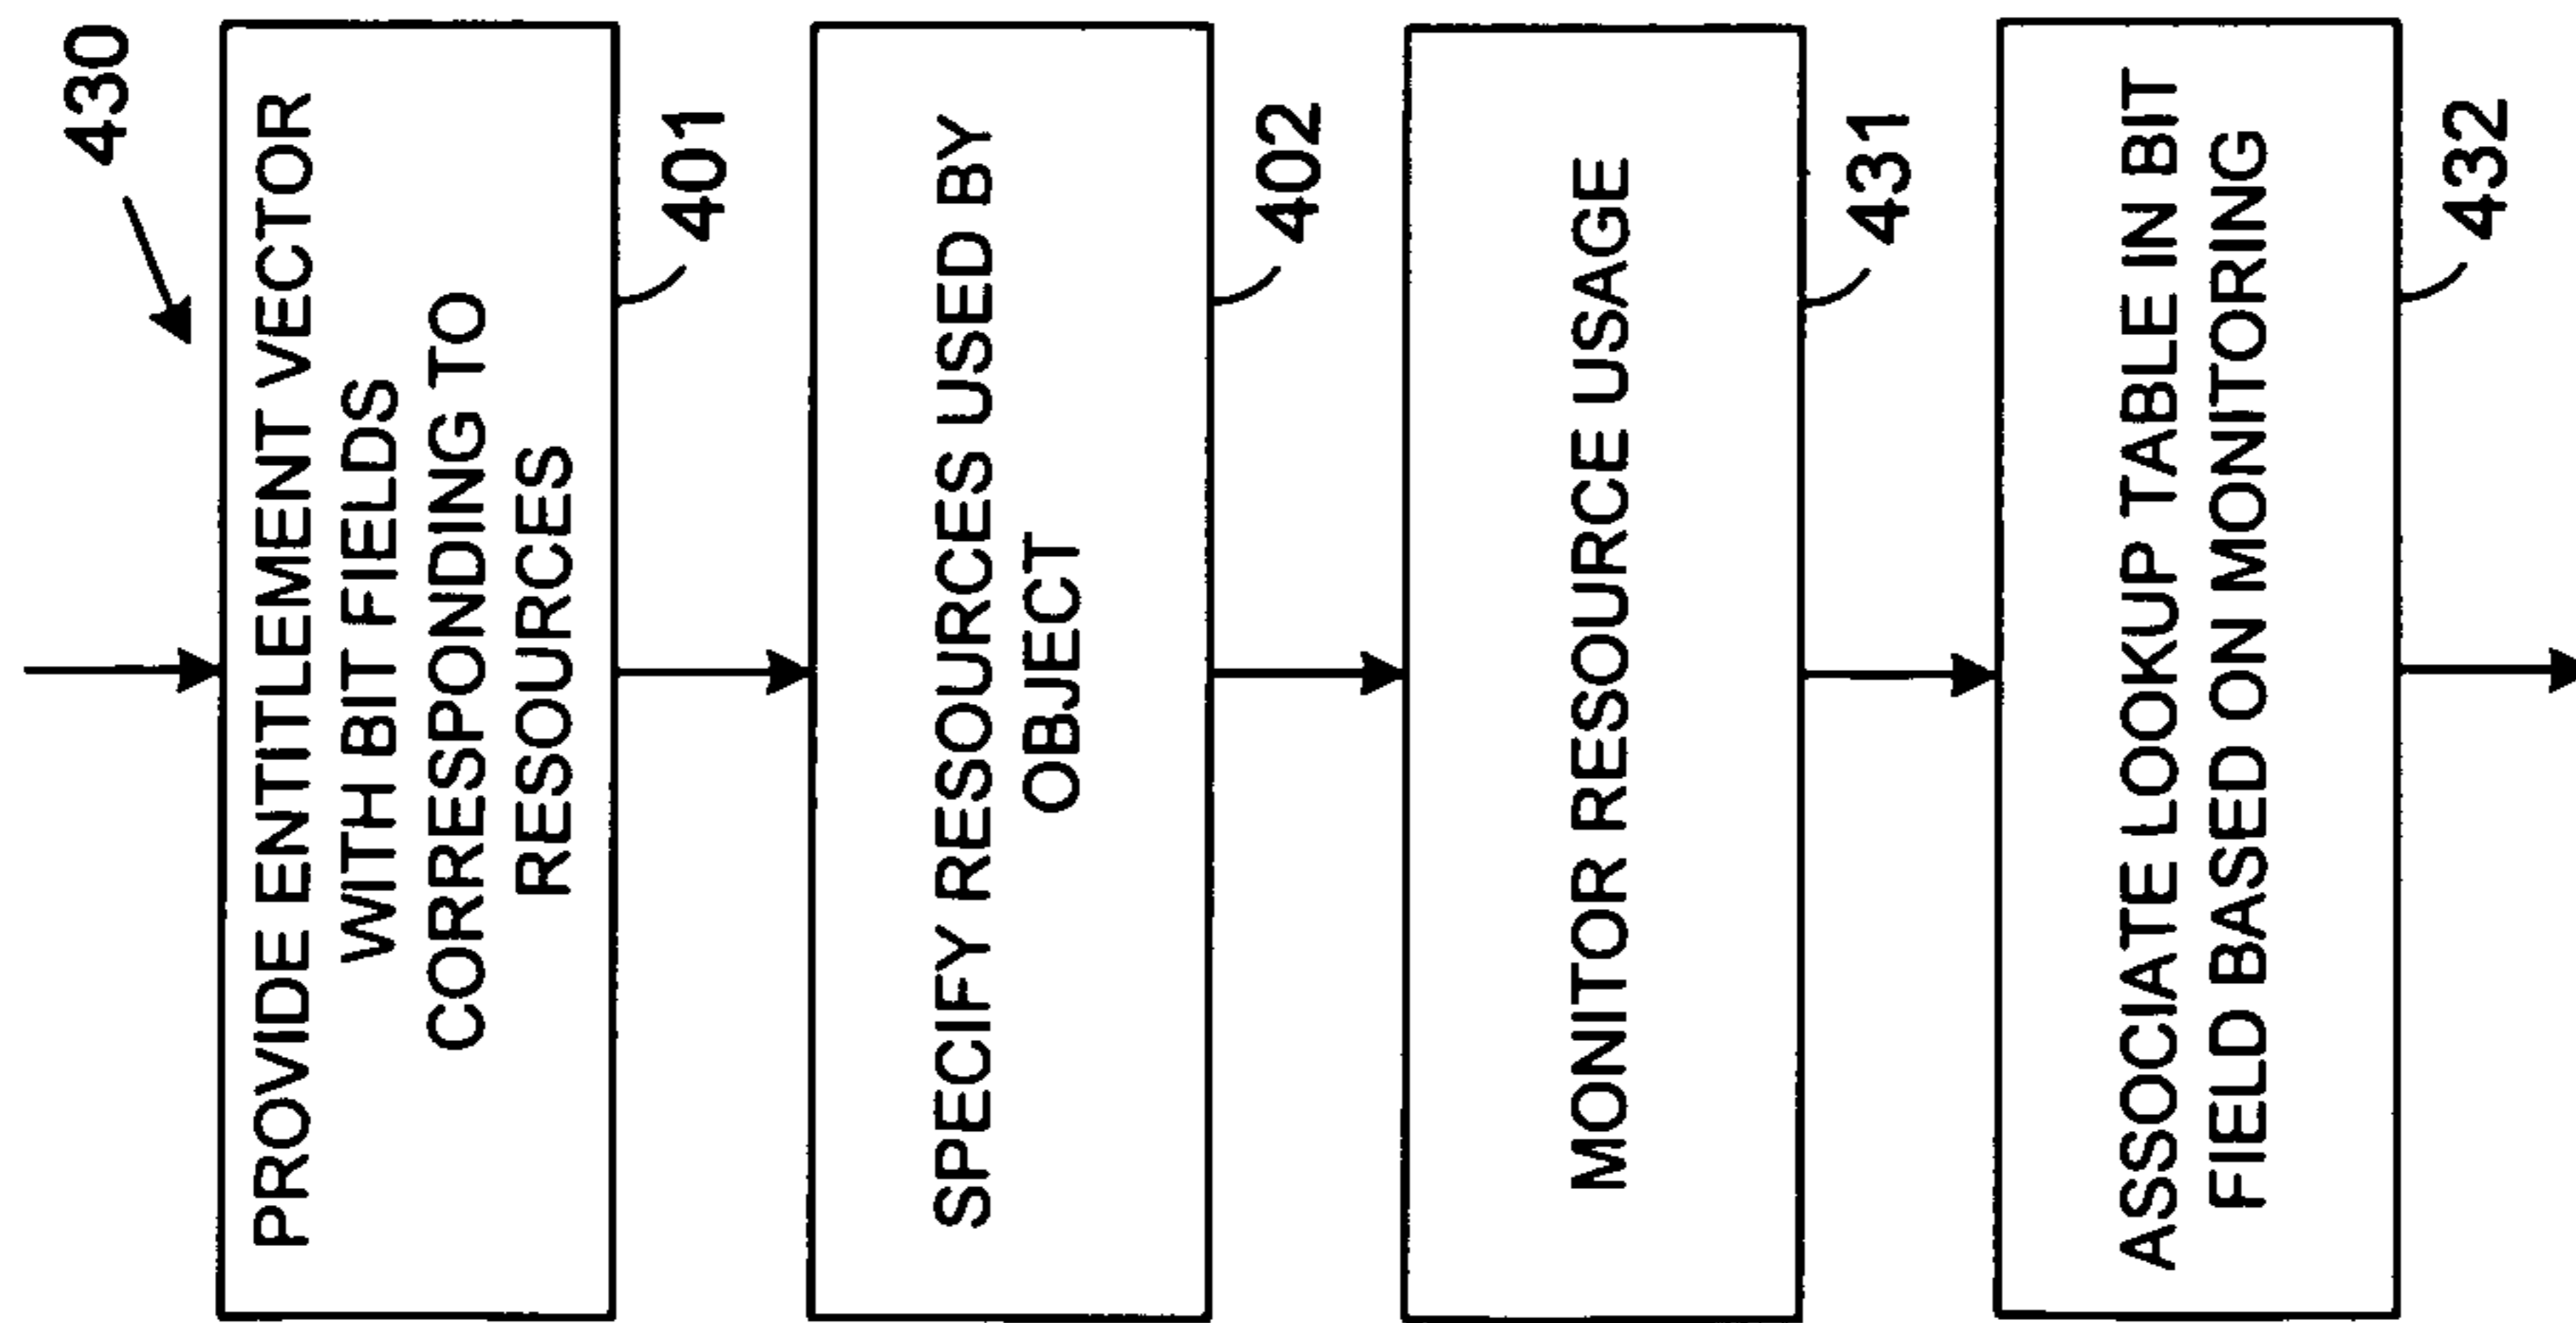 430
PROVIDE ENTITLEMENT VECTOR
WITH BIT FIELDS
CORRESPONDING TO
RESOURCES
401
SPECIFY RESOURCES USED BY
OBJECT
402
MONITOR RESOURCE USAGE
431
ASSOCIATE LOOKUP TABLE IN BIT
FIELD BASED ON MONITORING
432